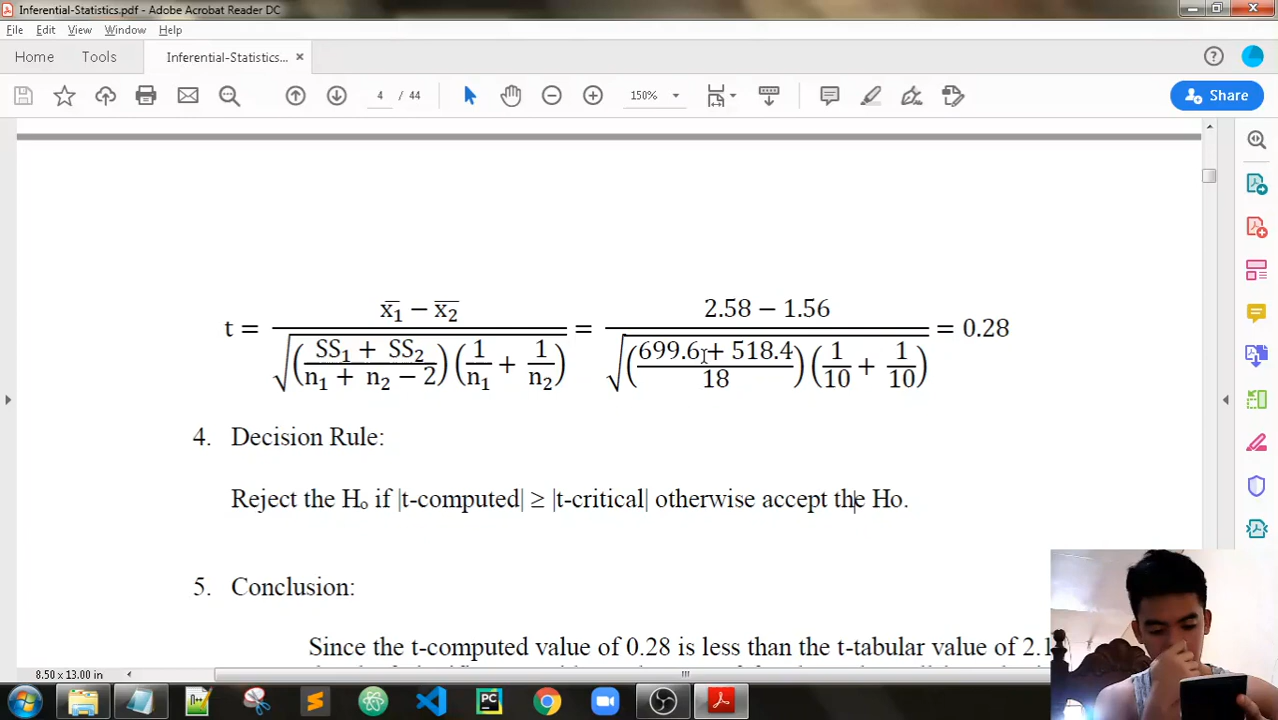 Inferential-Statistics.pdf - Adobe Acrobat Reader DC
File Edit View Window Help
Home Tools Inferential-Statistics... ×
4 / 44 150% Share
t = (x̄₁ − x̄₂) / √(((SS₁ + SS₂) / (n₁ + n₂ − 2)) (1/n₁ + 1/n₂)) = (2.58 − 1.56) / √(((699.6 + 518.4) / 18) (1/10 + 1/10)) = 0.28
4. Decision Rule:
Reject the Hₒ if |t-computed| ≥ |t-critical| otherwise accept the Ho.
5. Conclusion:
Since the t-computed value of 0.28 is less than the t-tabular value of 2.1
8.50 x 13.00 in